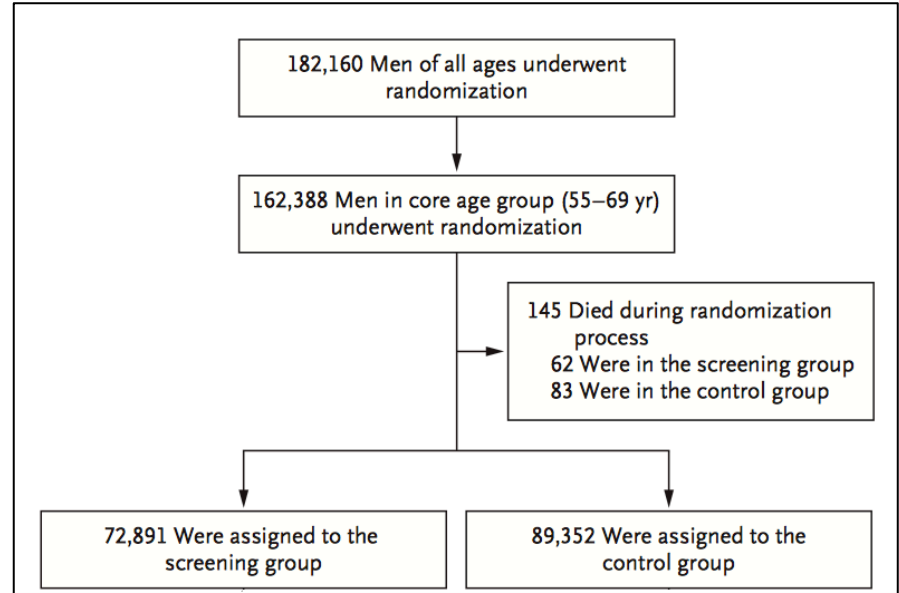 182,160 Men of all ages underwent
randomization
162,388 Men in core age group (55–69 yr)
underwent randomization
145 Died during randomization
process
62 Were in the screening group
83 Were in the control group
72,891 Were assigned to the
screening group
89,352 Were assigned to the
control group